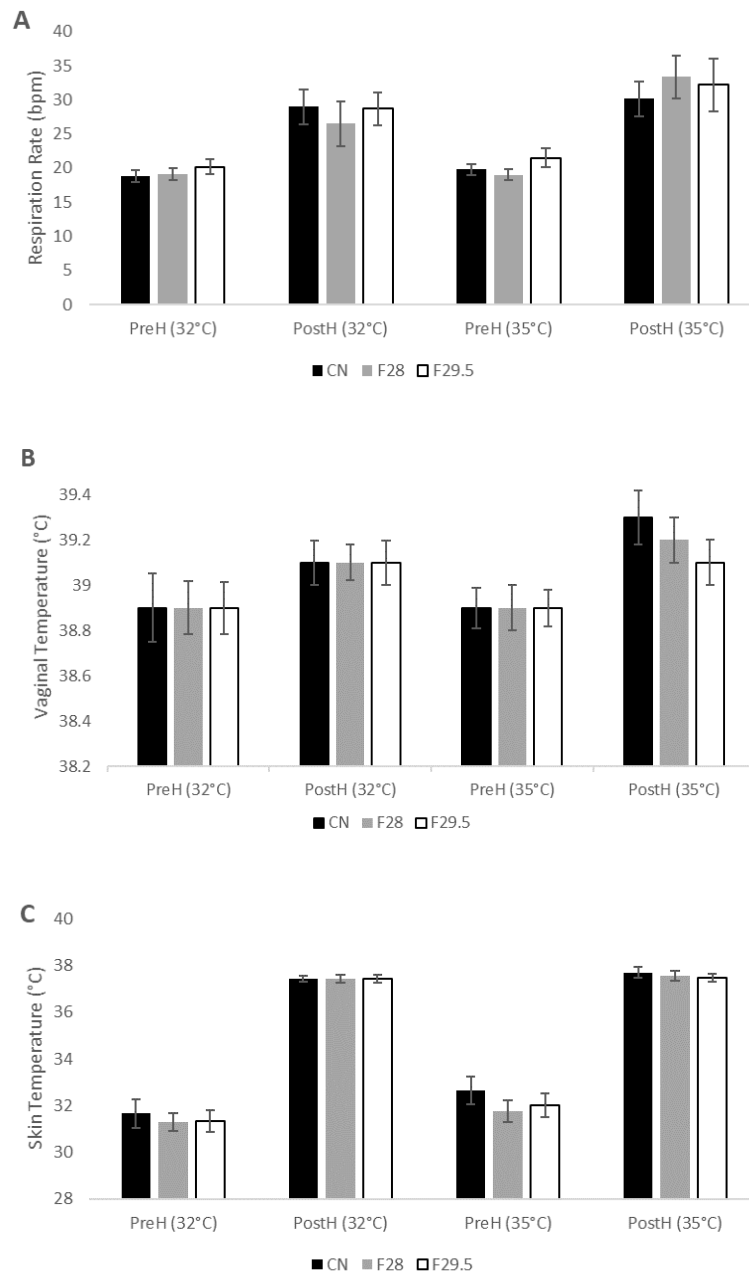 A
Respiration Rate (bpm)
40
35
30
25
20
15
10
5
0
PreH (32°C) PostH (32°C) PreH (35°C) PostH (35°C)
CN F28 F29.5
B
Vaginal Temperature (°C)
39.4
39.2
39
38.8
38.6
38.4
38.2
PreH (32°C) PostH (32°C) PreH (35°C) PostH (35°C)
CN F28 F29.5
C
Skin Temperature (°C)
40
38
36
34
32
30
28
PreH (32°C) PostH (32°C) PreH (35°C) PostH (35°C)
CN F28 F29.5